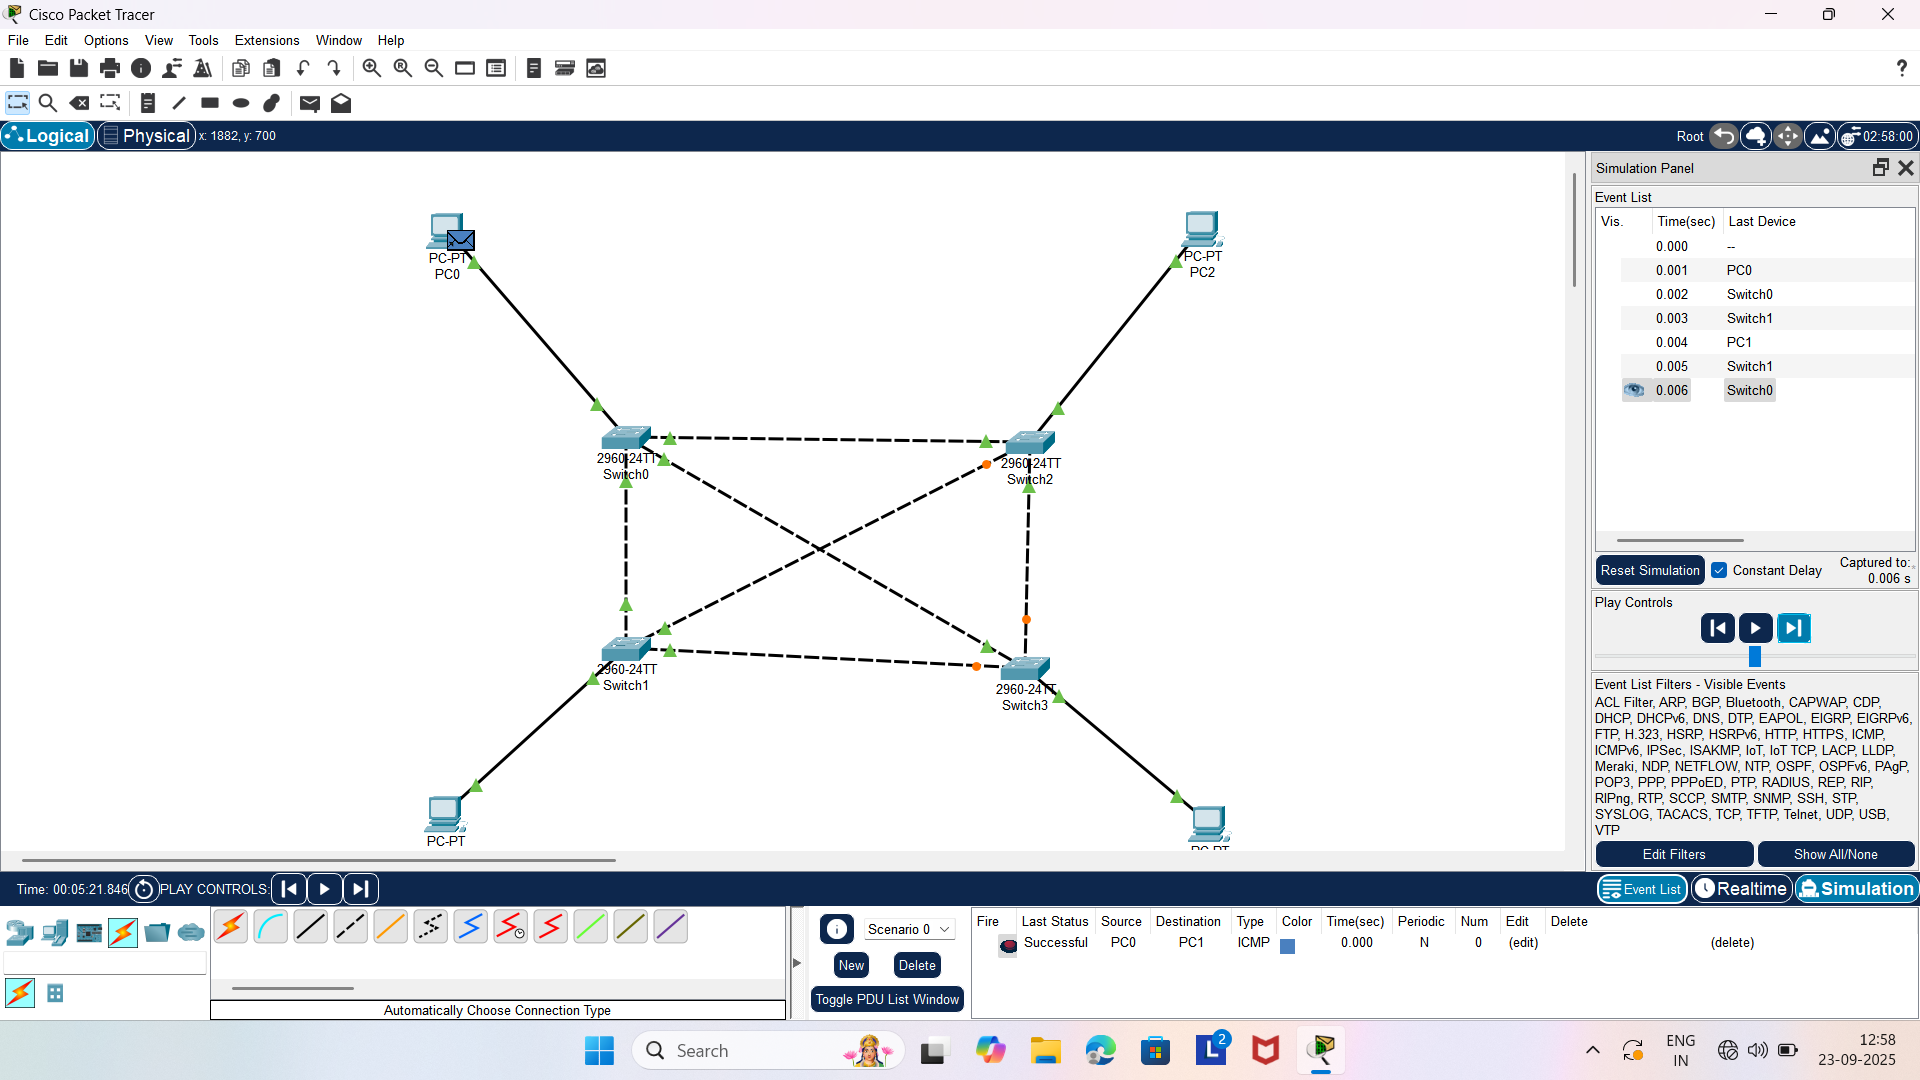 Cisco Packet Tracer
File Edit Options View Tools Extensions Window Help
Logical Physical x: 1882, y: 700 Root 02:58:00
PC-PT
PC0
PC-PT
PC2
2960-24TT
Switch0
2960-24TT
Switch2
2960-24TT
Switch1
2960-24TT
Switch3
PC-PT
PC-PT
Simulation Panel
Event List
Vis. Time(sec) Last Device
0.000 --
0.001 PC0
0.002 Switch0
0.003 Switch1
0.004 PC1
0.005 Switch1
0.006 Switch0
Reset Simulation Constant Delay Captured to:
0.006 s
Play Controls
Event List Filters - Visible Events
ACL Filter, ARP, BGP, Bluetooth, CAPWAP, CDP,
DHCP, DHCPv6, DNS, DTP, EAPOL, EIGRP, EIGRPv6,
FTP, H.323, HSRP, HSRPv6, HTTP, HTTPS, ICMP,
ICMPv6, IPSec, ISAKMP, IoT, IoT TCP, LACP, LLDP,
Meraki, NDP, NETFLOW, NTP, OSPF, OSPFv6, PAgP,
POP3, PPP, PPPoED, PTP, RADIUS, REP, RIP,
RIPng, RTP, SCCP, SMTP, SNMP, SSH, STP,
SYSLOG, TACACS, TCP, TFTP, Telnet, UDP, USB,
VTP
Edit Filters Show All/None
Time: 00:05:21.846 PLAY CONTROLS: Event List Realtime Simulation
Scenario 0
New Delete
Toggle PDU List Window
Fire Last Status Source Destination Type Color Time(sec) Periodic Num Edit Delete
Successful PC0 PC1 ICMP 0.000 N 0 (edit) (delete)
Automatically Choose Connection Type
Search
2
ENG
IN
12:58
23-09-2025